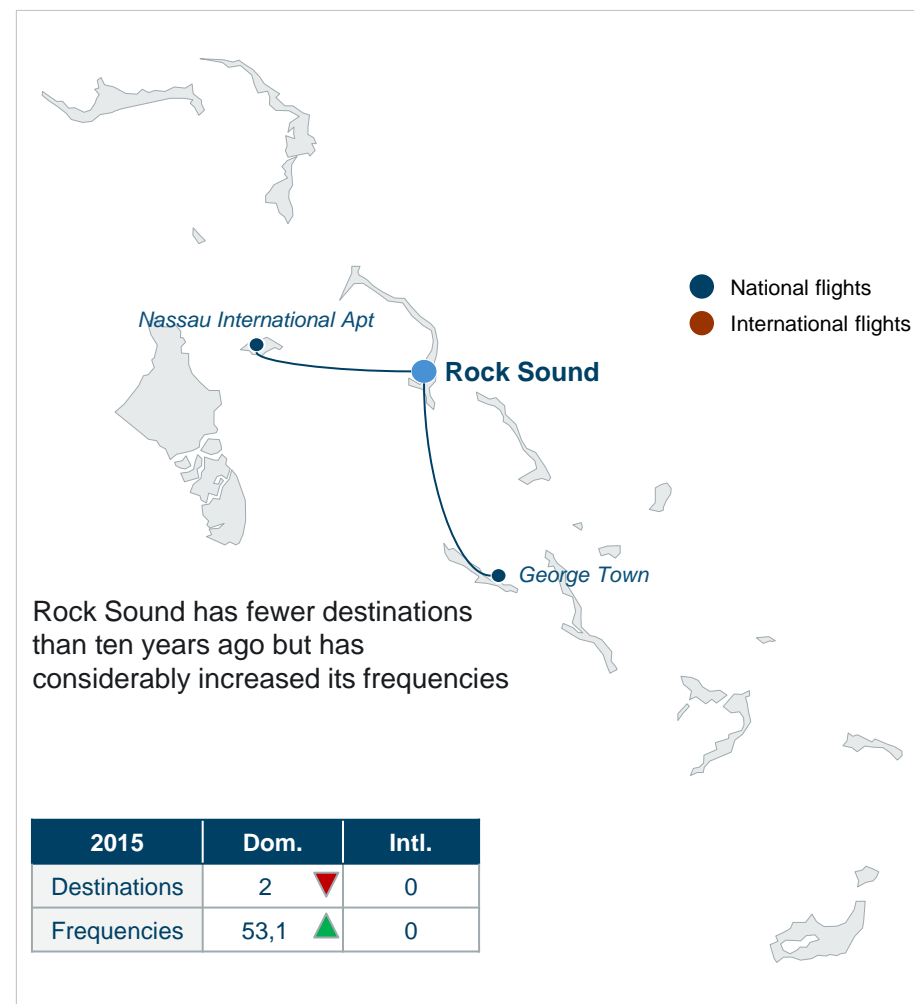 National flights
Nassau International Apt
International flights
Rock Sound
George Town
Rock Sound has fewer destinations
than ten years ago but has
considerably increased its frequencies
2015 Dom. Intl.
Destinations 2 0
Frequencies 53,1 0